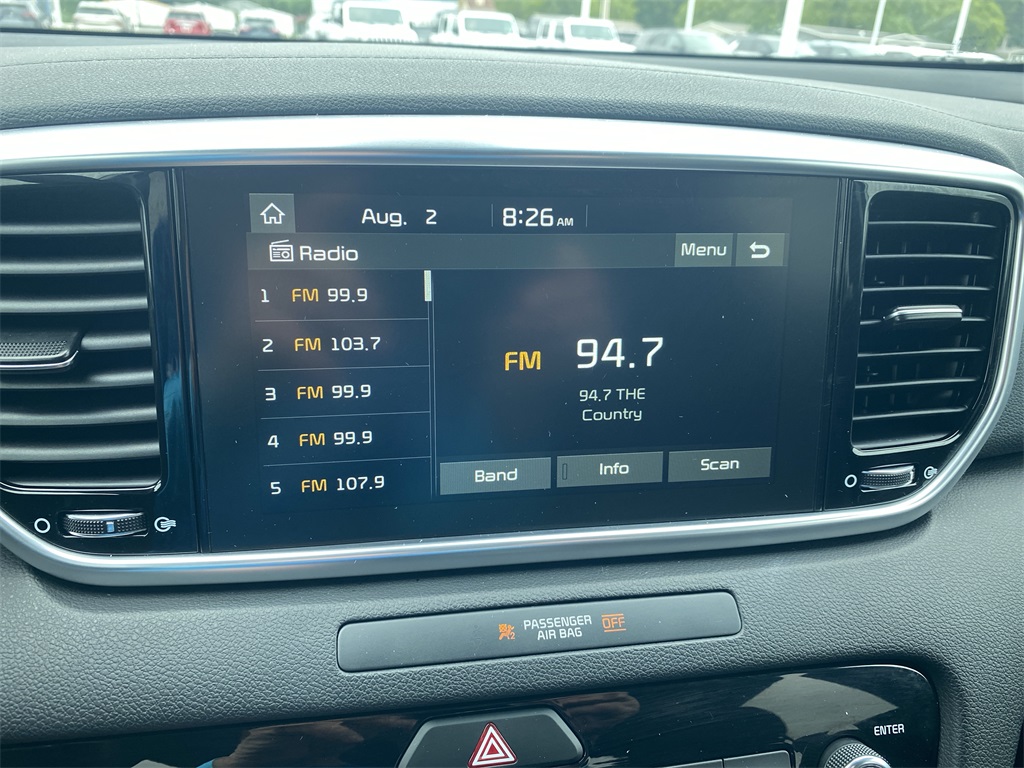 Aug. 2 8:26 AM
Radio Menu
1 FM 99.9
2 FM 103.7
3 FM 99.9
4 FM 99.9
5 FM 107.9
FM 94.7
94.7 THE
Country
Band Info Scan
PASSENGER
AIR BAG OFF
ENTER